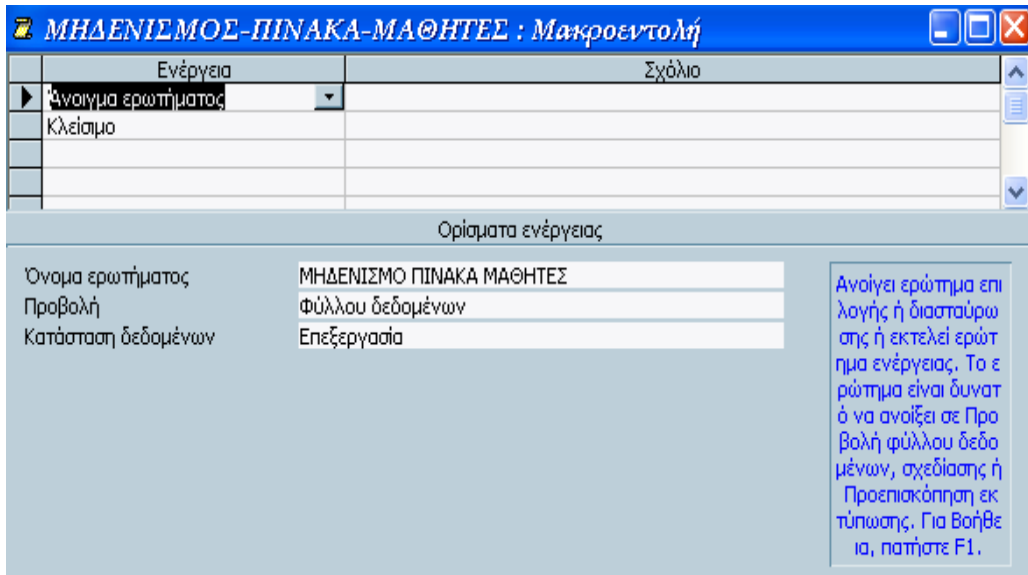 ΜΗΔΕΝΙΣΜΟΣ-ΠΙΝΑΚΑ-ΜΑΘΗΤΕΣ : Μακροεντολή
Ενέργεια Σχόλιο
Άνοιγμα ερωτήματος
Κλείσιμο
Ορίσματα ενέργειας
Όνομα ερωτήματος ΜΗΔΕΝΙΣΜΟ ΠΙΝΑΚΑ ΜΑΘΗΤΕΣ
Προβολή Φύλλου δεδομένων
Κατάσταση δεδομένων Επεξεργασία
Ανοίγει ερώτημα επι
λογής ή διασταύρω
σης ή εκτελεί ερώτ
ημα ενέργειας. Το ε
ρώτημα είναι δυνατ
ό να ανοίξει σε Προ
βολή φύλλου δεδο
μένων, σχεδίασης ή
Προεπισκόπηση εκ
τύπωσης. Για Βοήθε
ια, πατήστε F1.